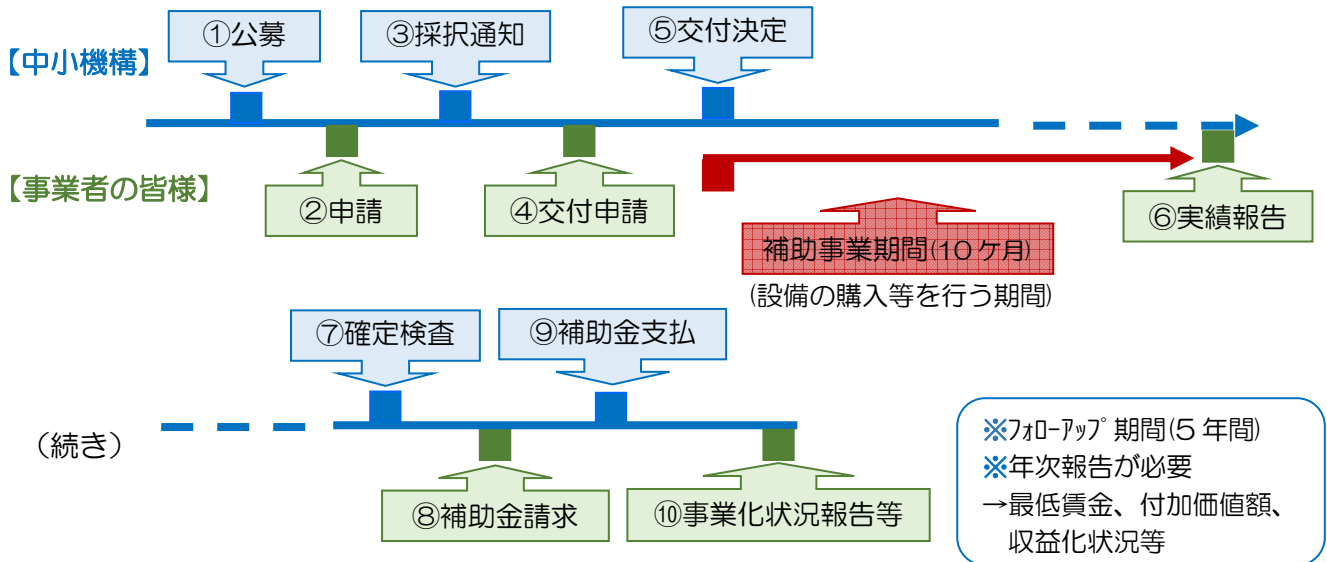 ①公募
③採択通知
⑤交付決定
【中小機構】
【事業者の皆様】
②申請
④交付申請
⑥実績報告
補助事業期間(10ケ月)
(設備の購入等を行う期間)
⑦確定検査
⑨補助金支払
(続き)
⑧補助金請求
⑩事業化状況報告等
※ﾌｫﾛｰｱｯﾌﾟ期間(5年間)
※年次報告が必要
→最低賃金、付加価値額、
収益化状況等